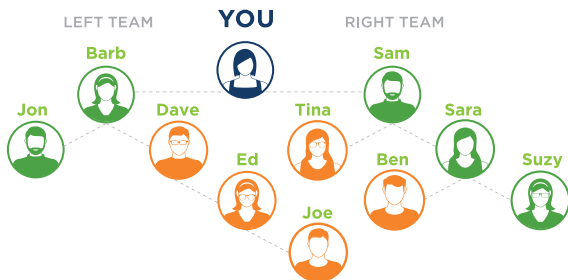 LEFT TEAM
YOU
RIGHT TEAM
Barb
Sam
Jon
Dave
Tina
Sara
Ed
Ben
Suzy
Joe